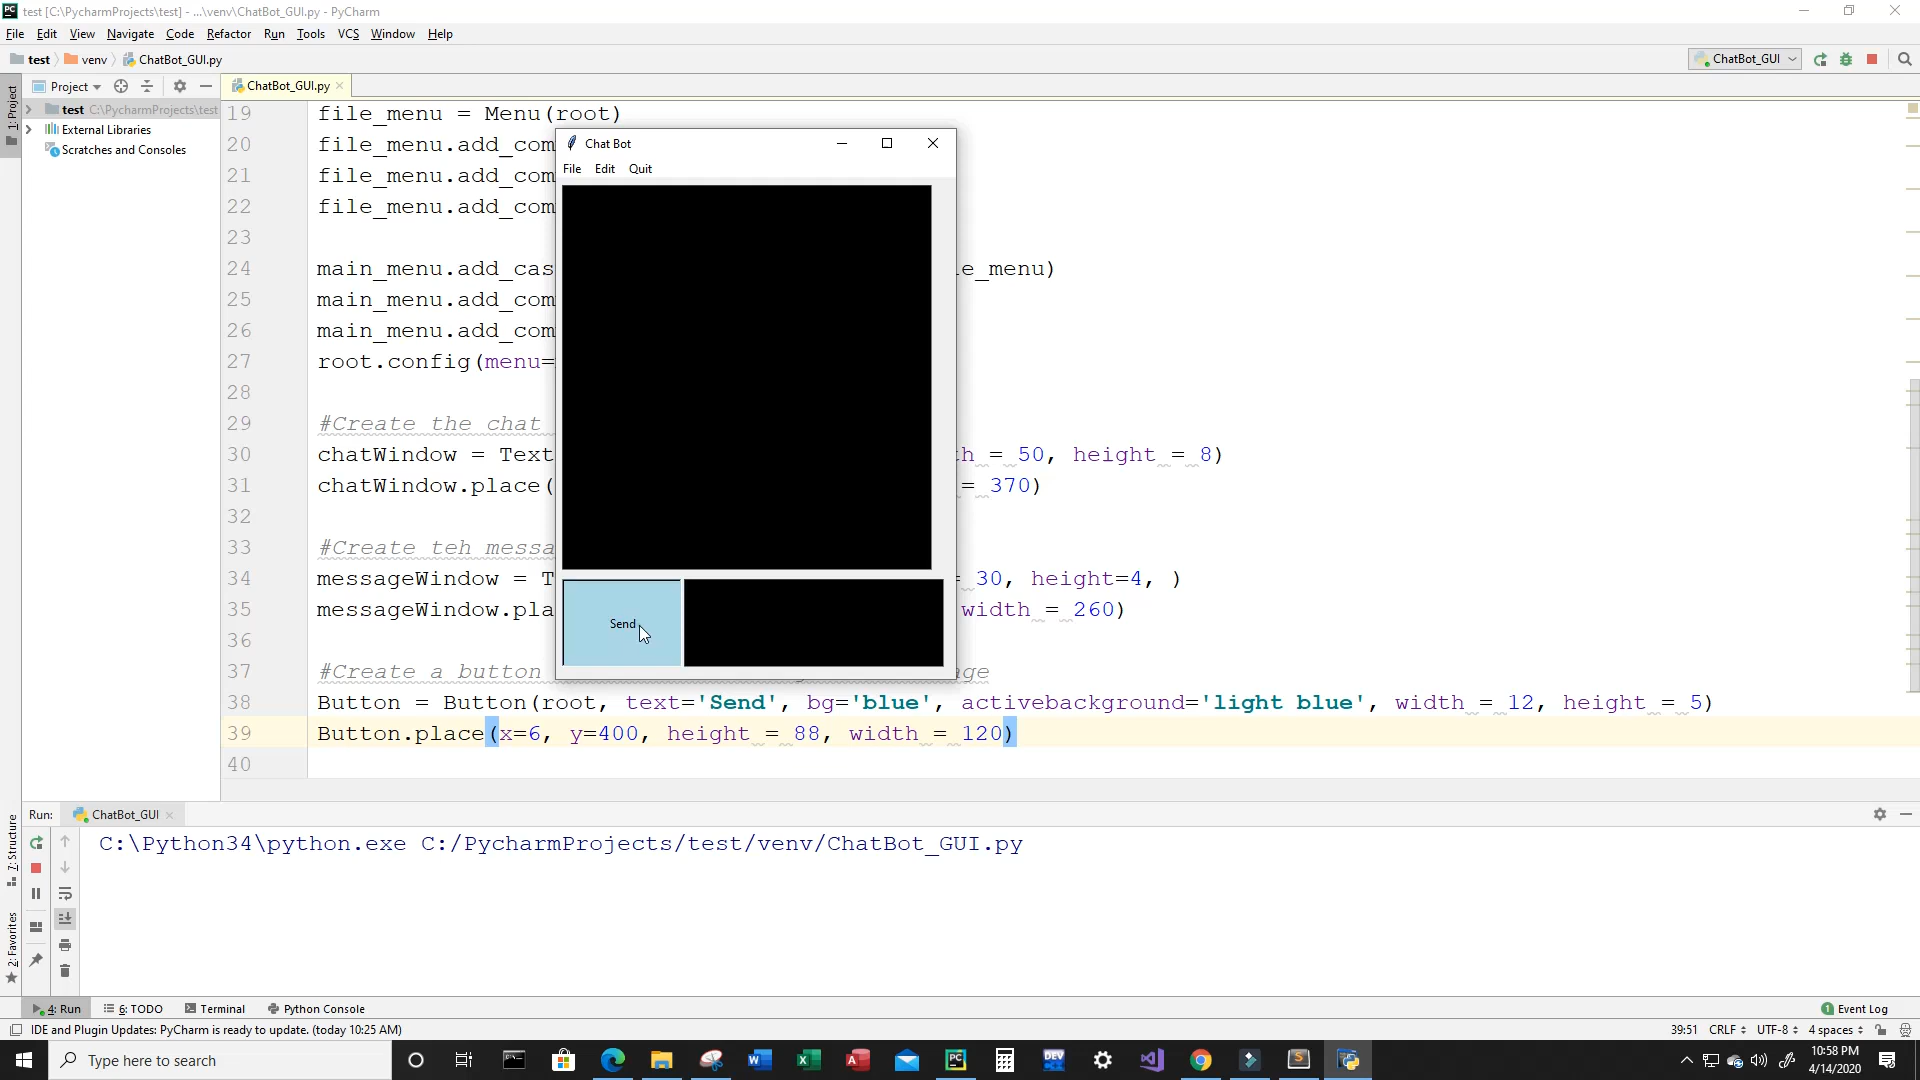 test [C:\PycharmProjects\test] - ...\venv\ChatBot_GUI.py - PyCharm
File Edit View Navigate Code Refactor Run Tools VCS Window Help
test venv ChatBot_GUI.py
ChatBot_GUI
1: Project
Project
ChatBot_GUI.py
test C:\PycharmProjects\test
External Libraries
Scratches and Consoles
19 file_menu = Menu(root)
20 file_menu.add_com
21 file_menu.add_com
22 file_menu.add_com
23
24 main_menu.add_cas e_menu)
25 main_menu.add_com
26 main_menu.add_com
27 root.config(menu=
28
29 #Create the chat
30 chatWindow = Text th = 50, height = 8)
31 chatWindow.place( = 370)
32
33 #Create teh messa
34 messageWindow = T = 30, height=4, )
35 messageWindow.pla width = 260)
36
37 #Create a button age
38 Button = Button(root, text='Send', bg='blue', activebackground='light blue', width = 12, height = 5)
39 Button.place(x=6, y=400, height = 88, width = 120)
40
Chat Bot
File Edit Quit
Send
Run: ChatBot_GUI
C:\Python34\python.exe C:/PycharmProjects/test/venv/ChatBot_GUI.py
7: Structure
2: Favorites
4: Run 6: TODO Terminal Python Console
1 Event Log
IDE and Plugin Updates: PyCharm is ready to update. (today 10:25 AM)
39:51 CRLF UTF-8 4 spaces
Type here to search
DEV
10:58 PM
4/14/2020